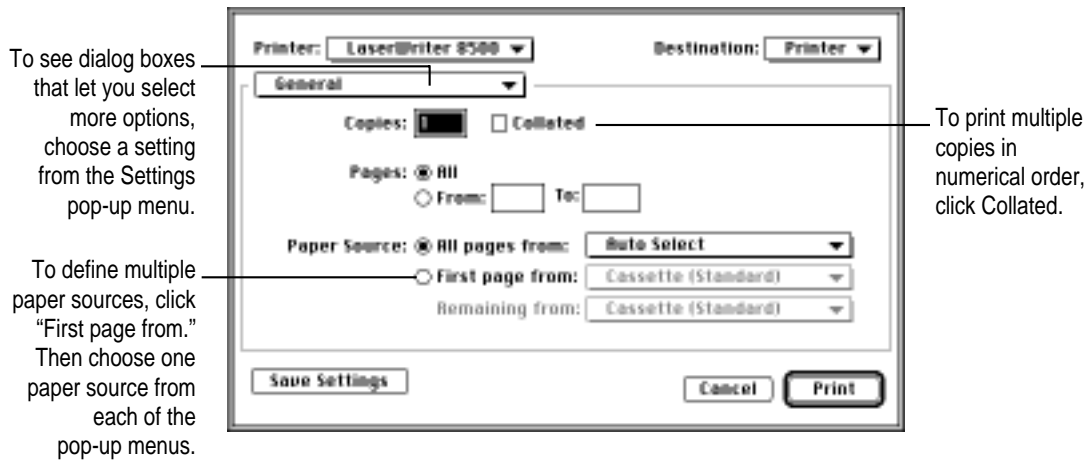 To see dialog boxes
that let you select
more options,
choose a setting
from the Settings
pop-up menu.
To define multiple
paper sources, click
“First page from.”
Then choose one
paper source from
each of the
pop-up menus.
Printer: LaserWriter 8500 Destination: Printer
General
Copies: 1 Collated
Pages: All
From: To:
Paper Source: All pages from: Auto Select
First page from: Cassette (Standard)
Remaining from: Cassette (Standard)
Save Settings Cancel Print
To print multiple
copies in
numerical order,
click Collated.